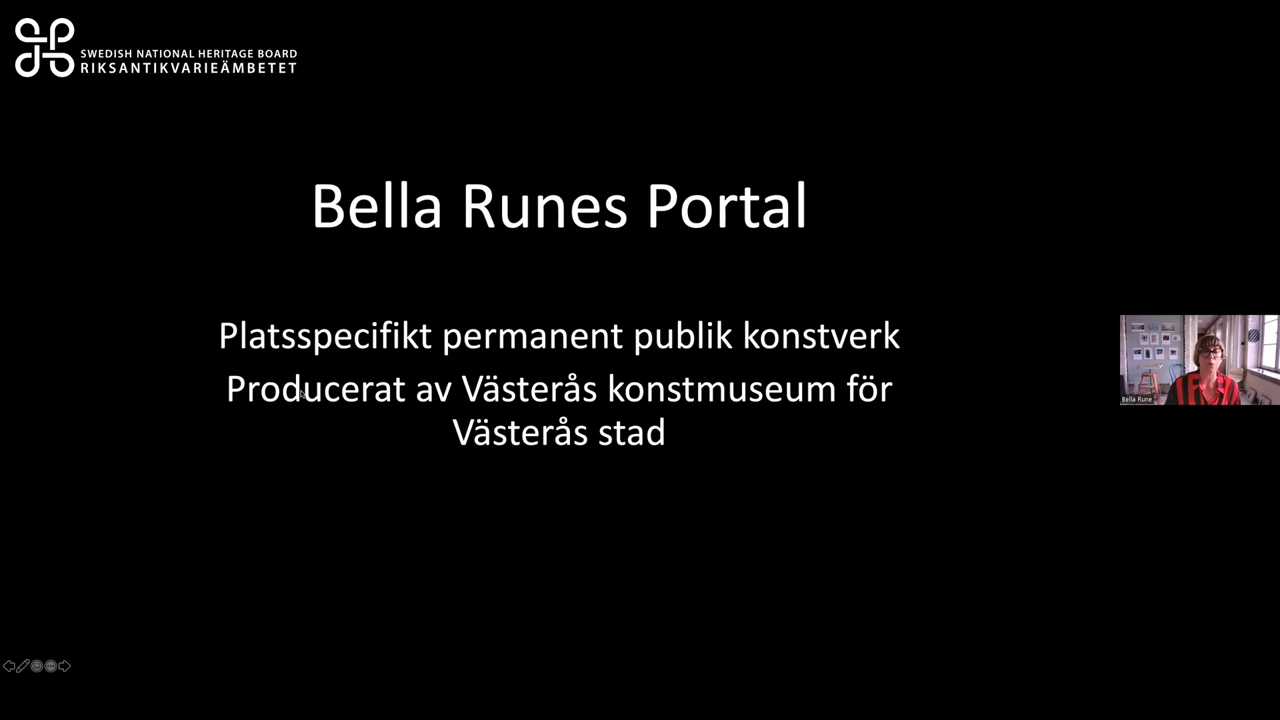 SWEDISH NATIONAL HERITAGE BOARD
RIKSANTIKVARIEÄMBETET
Bella Runes Portal
Platsspecifikt permanent publik konstverk
Producerat av Västerås konstmuseum för
Västerås stad
Bella Rune